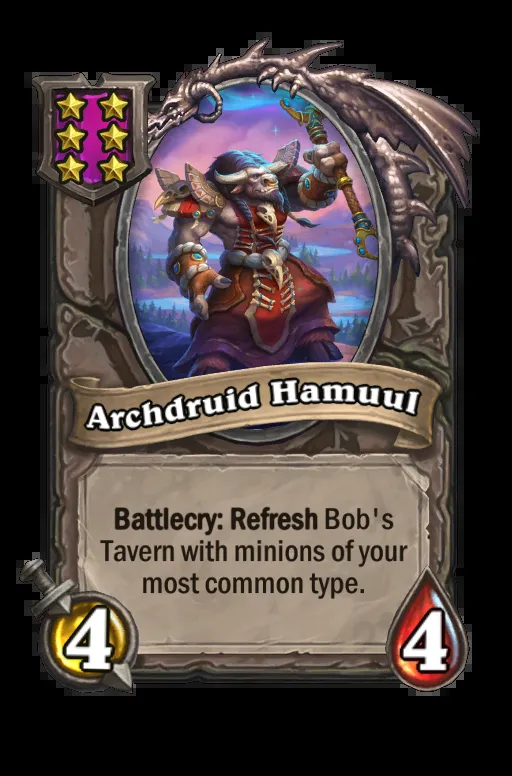 Archdruid Hamuul
Battlecry: Refresh Bob's
Tavern with minions of your
most common type.
4
4